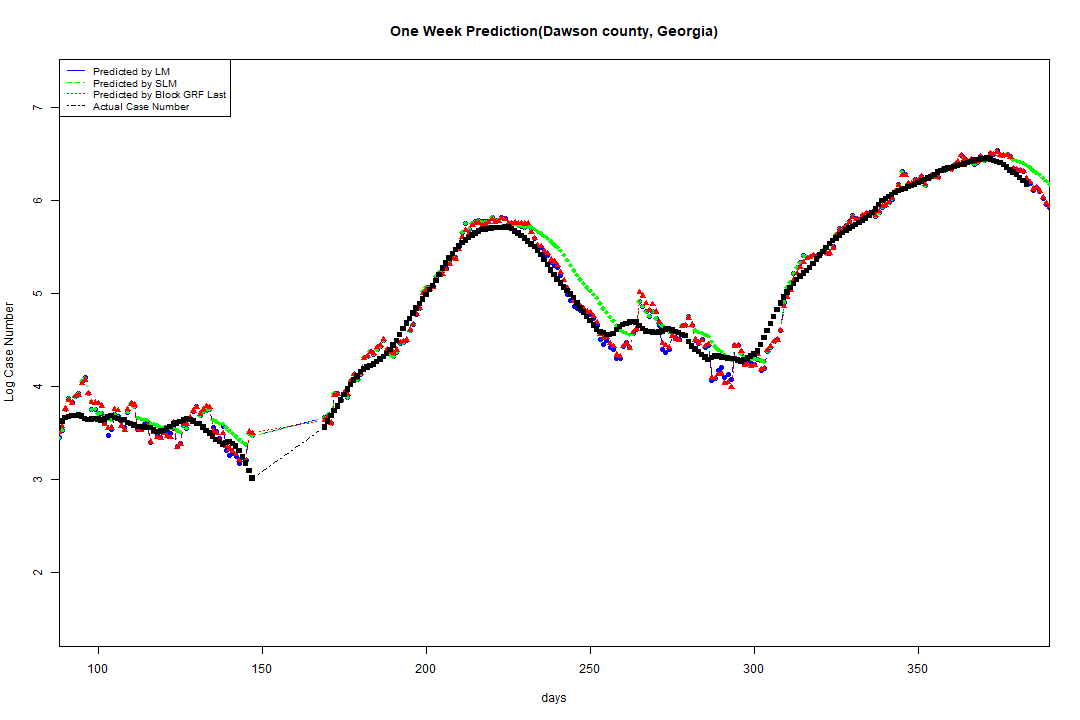 One Week Prediction(Dawson county, Georgia)
Predicted by LM
Predicted by SLM
Predicted by Block GRF Last
Actual Case Number
7
6
5
4
3
2
Log Case Number
100 150 200 250 300 350
days